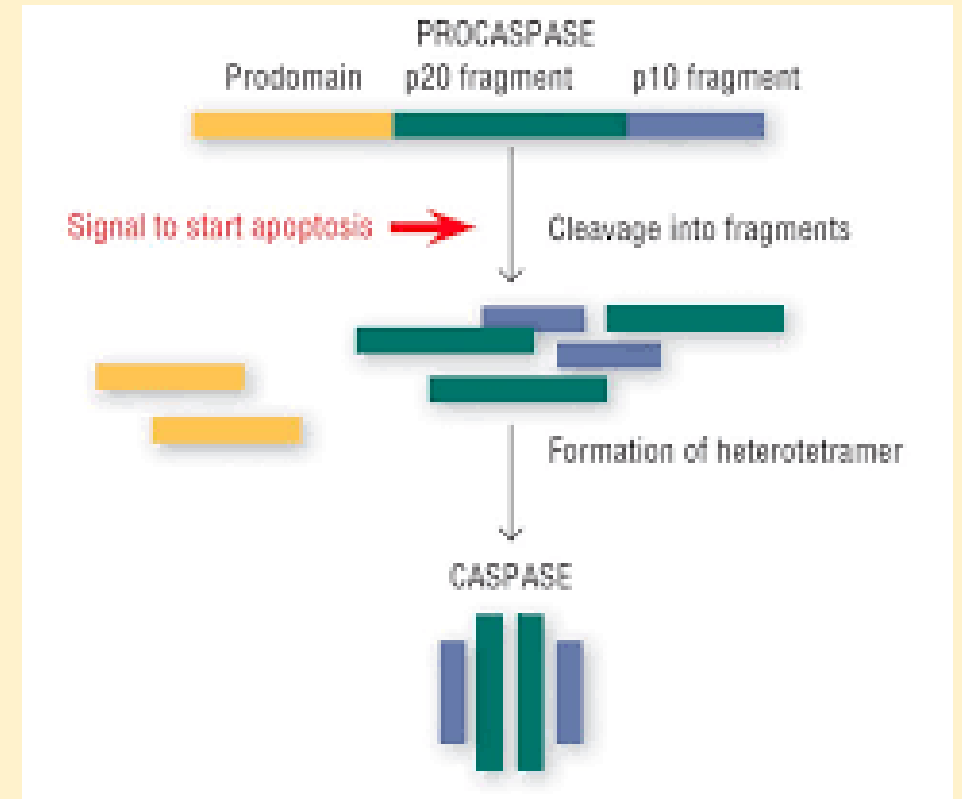 PROCASPASE
Prodomain p20 fragment p10 fragment
Signal to start apoptosis Cleavage into fragments
Formation of heterotetramer
CASPASE